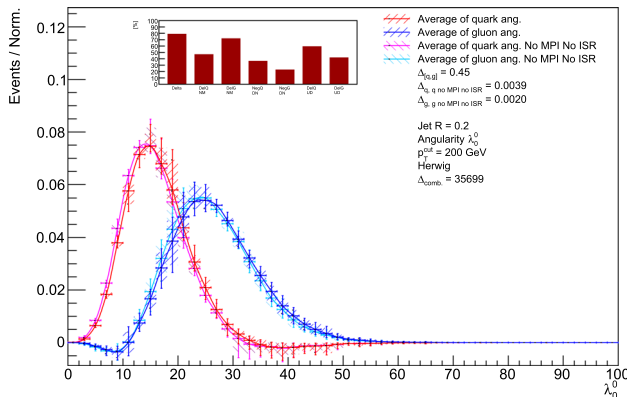 Events / Norm.
0.12
0.1
0.08
0.06
0.04
0.02
0
0 10 20 30 40 50 60 70 80 90 100
λ₀⁰
[%]
100
90
80
70
60
50
40
30
20
10
0
Delta DelQ DelG NegQ NegG DelQ DelG
NM NM DN DN UD UD
Average of quark ang.
Average of gluon ang.
Average of quark ang. No MPI No ISR
Average of gluon ang. No MPI No ISR
Δ(q,g) = 0.45
Δq, q no MPI no ISR = 0.0039
Δg, g no MPI no ISR = 0.0020
Jet R = 0.2
Angularity λ₀⁰
pTcut = 200 GeV
Herwig
Δcomb. = 35699